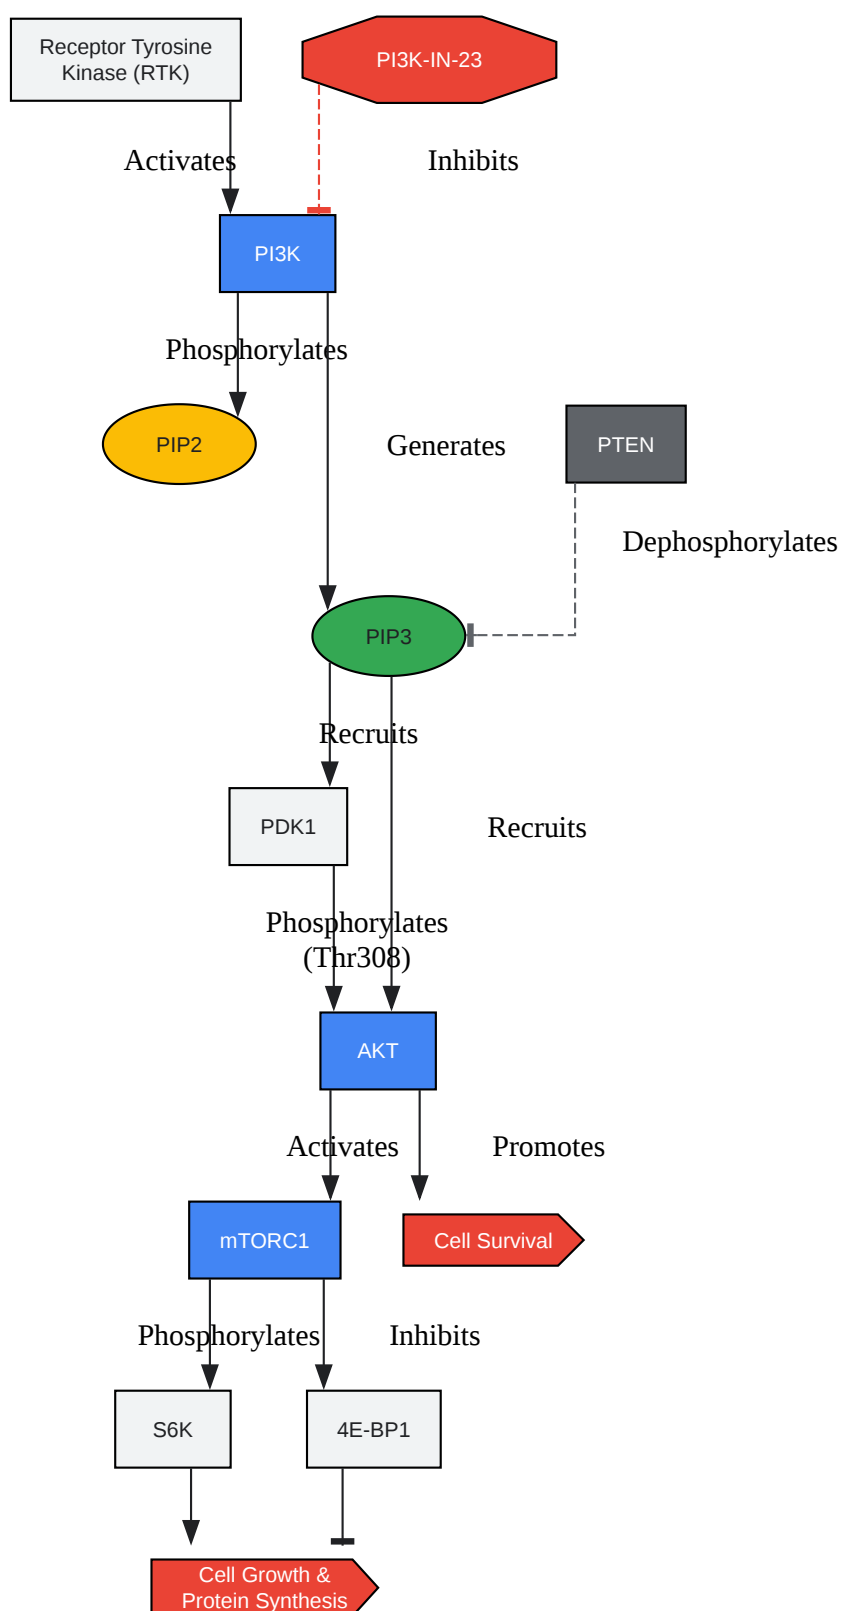 Receptor Tyrosine
Kinase (RTK)
PI3K-IN-23
Activates
Inhibits
PI3K
Phosphorylates
PIP2
Generates
PTEN
Dephosphorylates
PIP3
Recruits
PDK1
Recruits
Phosphorylates
(Thr308)
AKT
Activates
Promotes
mTORC1
Cell Survival
Phosphorylates
Inhibits
S6K
4E-BP1
Cell Growth &
Protein Synthesis